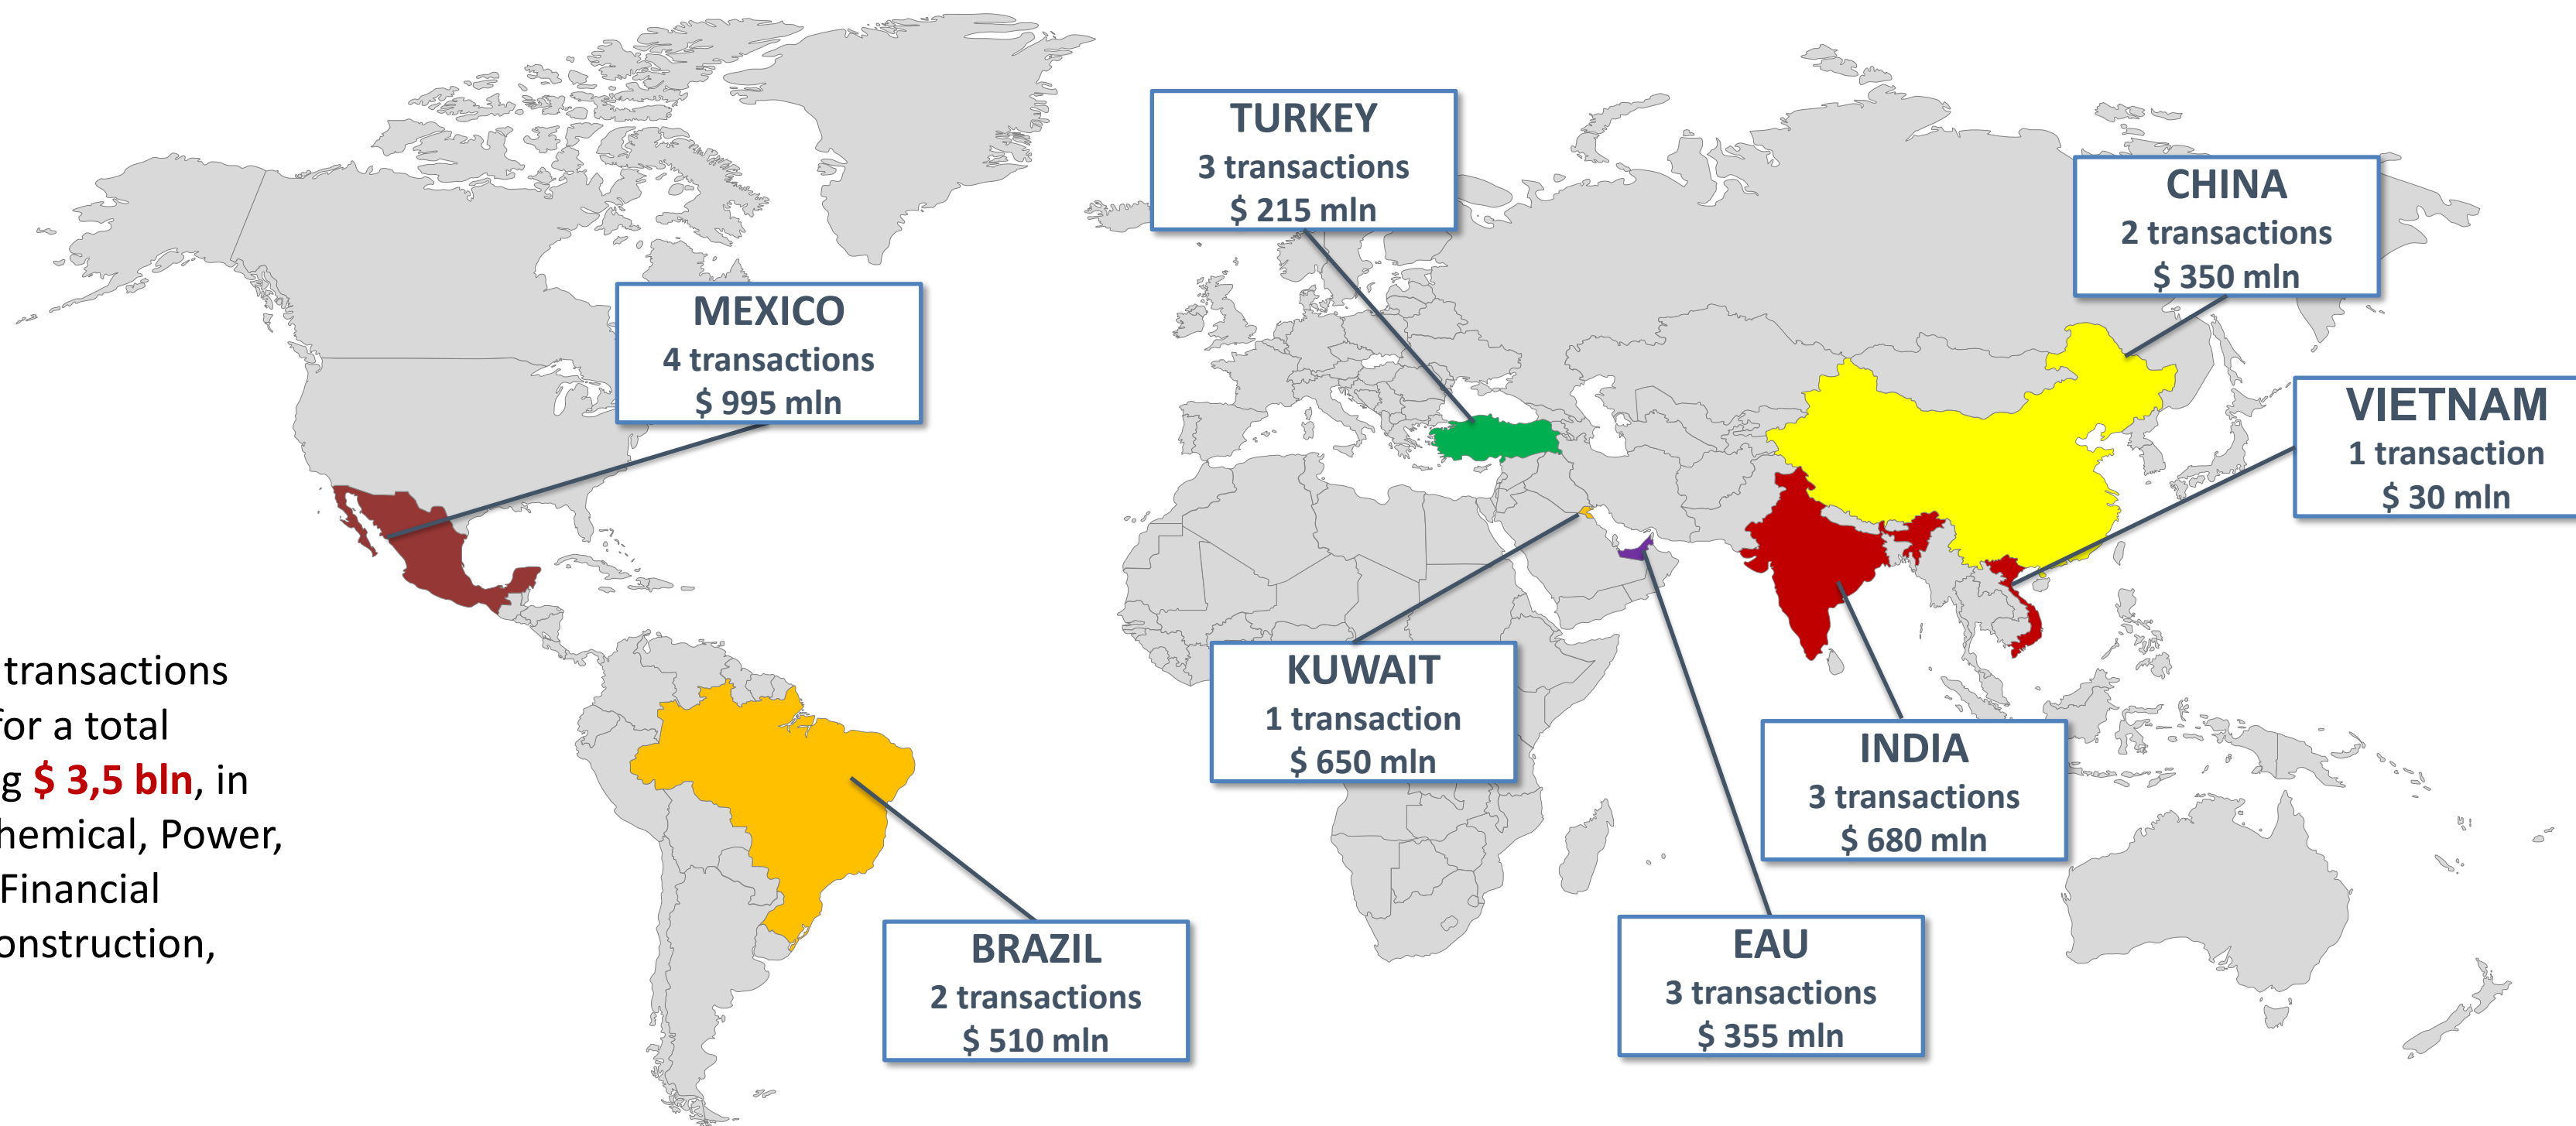 TURKEY
3 transactions
$ 215 mln
CHINA
2 transactions
$ 350 mln
MEXICO
4 transactions
$ 995 mln
VIETNAM
1 transaction
$ 30 mln
KUWAIT
1 transaction
$ 650 mln
INDIA
3 transactions
$ 680 mln
BRAZIL
2 transactions
$ 510 mln
EAU
3 transactions
$ 355 mln
transactions
for a total
g $ 3,5 bln, in
hemical, Power,
Financial
onstruction,